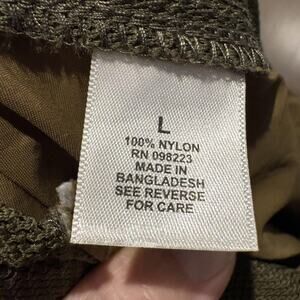 L
100% NYLON
RN 098223
MADE IN
BANGLADESH
SEE REVERSE
FOR CARE